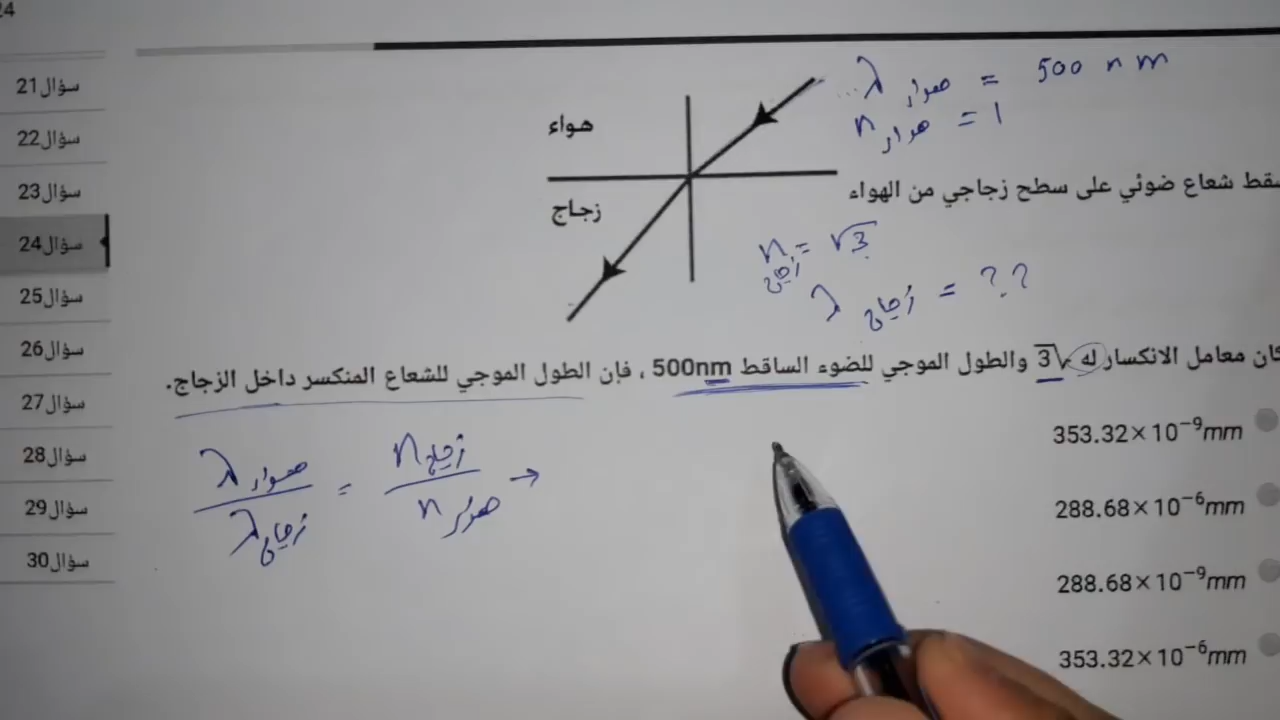 24
سؤال21
سؤال22
سؤال23
سؤال24
سؤال25
سؤال26
سؤال27
سؤال28
سؤال29
سؤال30
هواء
زجاج
λ هواء = 500 nm
n هواء = 1
سقط شعاع ضوئي على سطح زجاجي من الهواء
n زجاج = √3
λ زجاج = ??
كان معامل الانكسار له √3 والطول الموجي للضوء الساقط 500nm ، فإن الطول الموجي للشعاع المنكسر داخل الزجاج.
λ هواء / λ زجاج = n زجاج / n هواء →
353.32×10⁻⁹mm
288.68×10⁻⁶mm
288.68×10⁻⁹mm
353.32×10⁻⁶mm